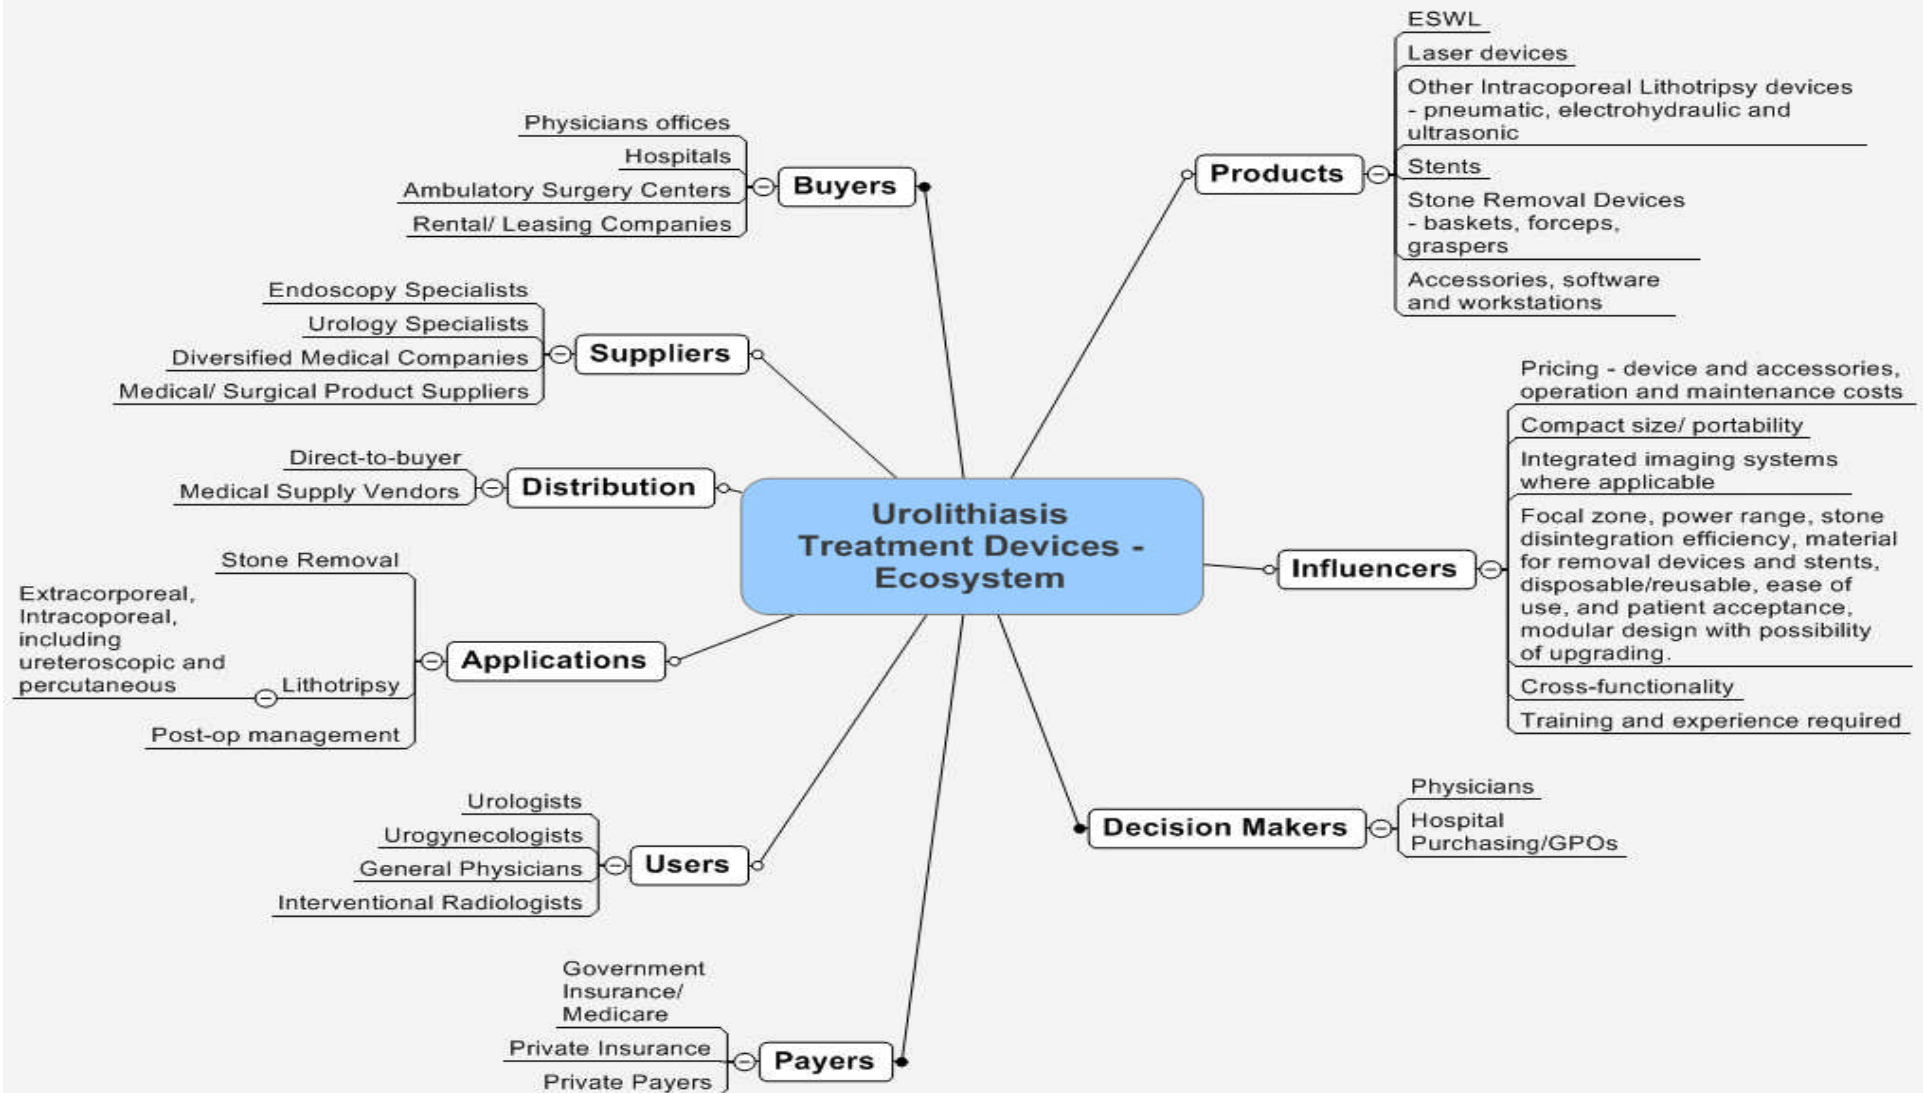 Urolithiasis
Treatment Devices -
Ecosystem
Products
ESWL
Laser devices
Other Intracoporeal Lithotripsy devices
- pneumatic, electrohydraulic and
ultrasonic
Stents
Stone Removal Devices
- baskets, forceps,
graspers
Accessories, software
and workstations
Influencers
Pricing - device and accessories,
operation and maintenance costs
Compact size/ portability
Integrated imaging systems
where applicable
Focal zone, power range, stone
disintegration efficiency, material
for removal devices and stents,
disposable/reusable, ease of
use, and patient acceptance,
modular design with possibility
of upgrading.
Cross-functionality
Training and experience required
Decision Makers
Physicians
Hospital
Purchasing/GPOs
Buyers
Physicians offices
Hospitals
Ambulatory Surgery Centers
Rental/ Leasing Companies
Suppliers
Endoscopy Specialists
Urology Specialists
Diversified Medical Companies
Medical/ Surgical Product Suppliers
Distribution
Direct-to-buyer
Medical Supply Vendors
Applications
Stone Removal
Lithotripsy
Extracorporeal,
Intracoporeal,
including
ureteroscopic and
percutaneous
Post-op management
Users
Urologists
Urogynecologists
General Physicians
Interventional Radiologists
Payers
Government
Insurance/
Medicare
Private Insurance
Private Payers